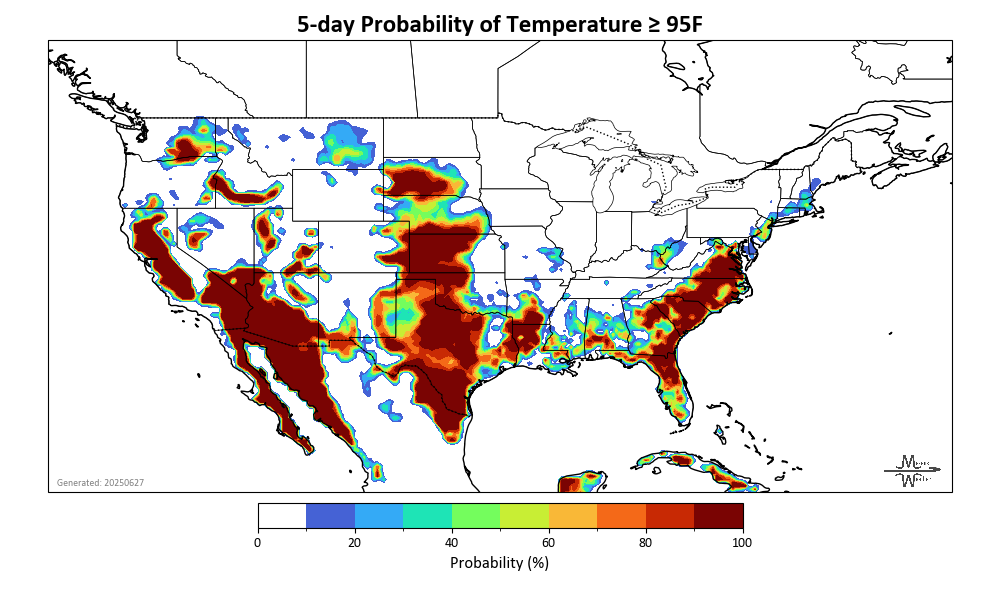 5-day Probability of Temperature ≥ 95F
Generated: 20250627
0 20 40 60 80 100
Probability (%)